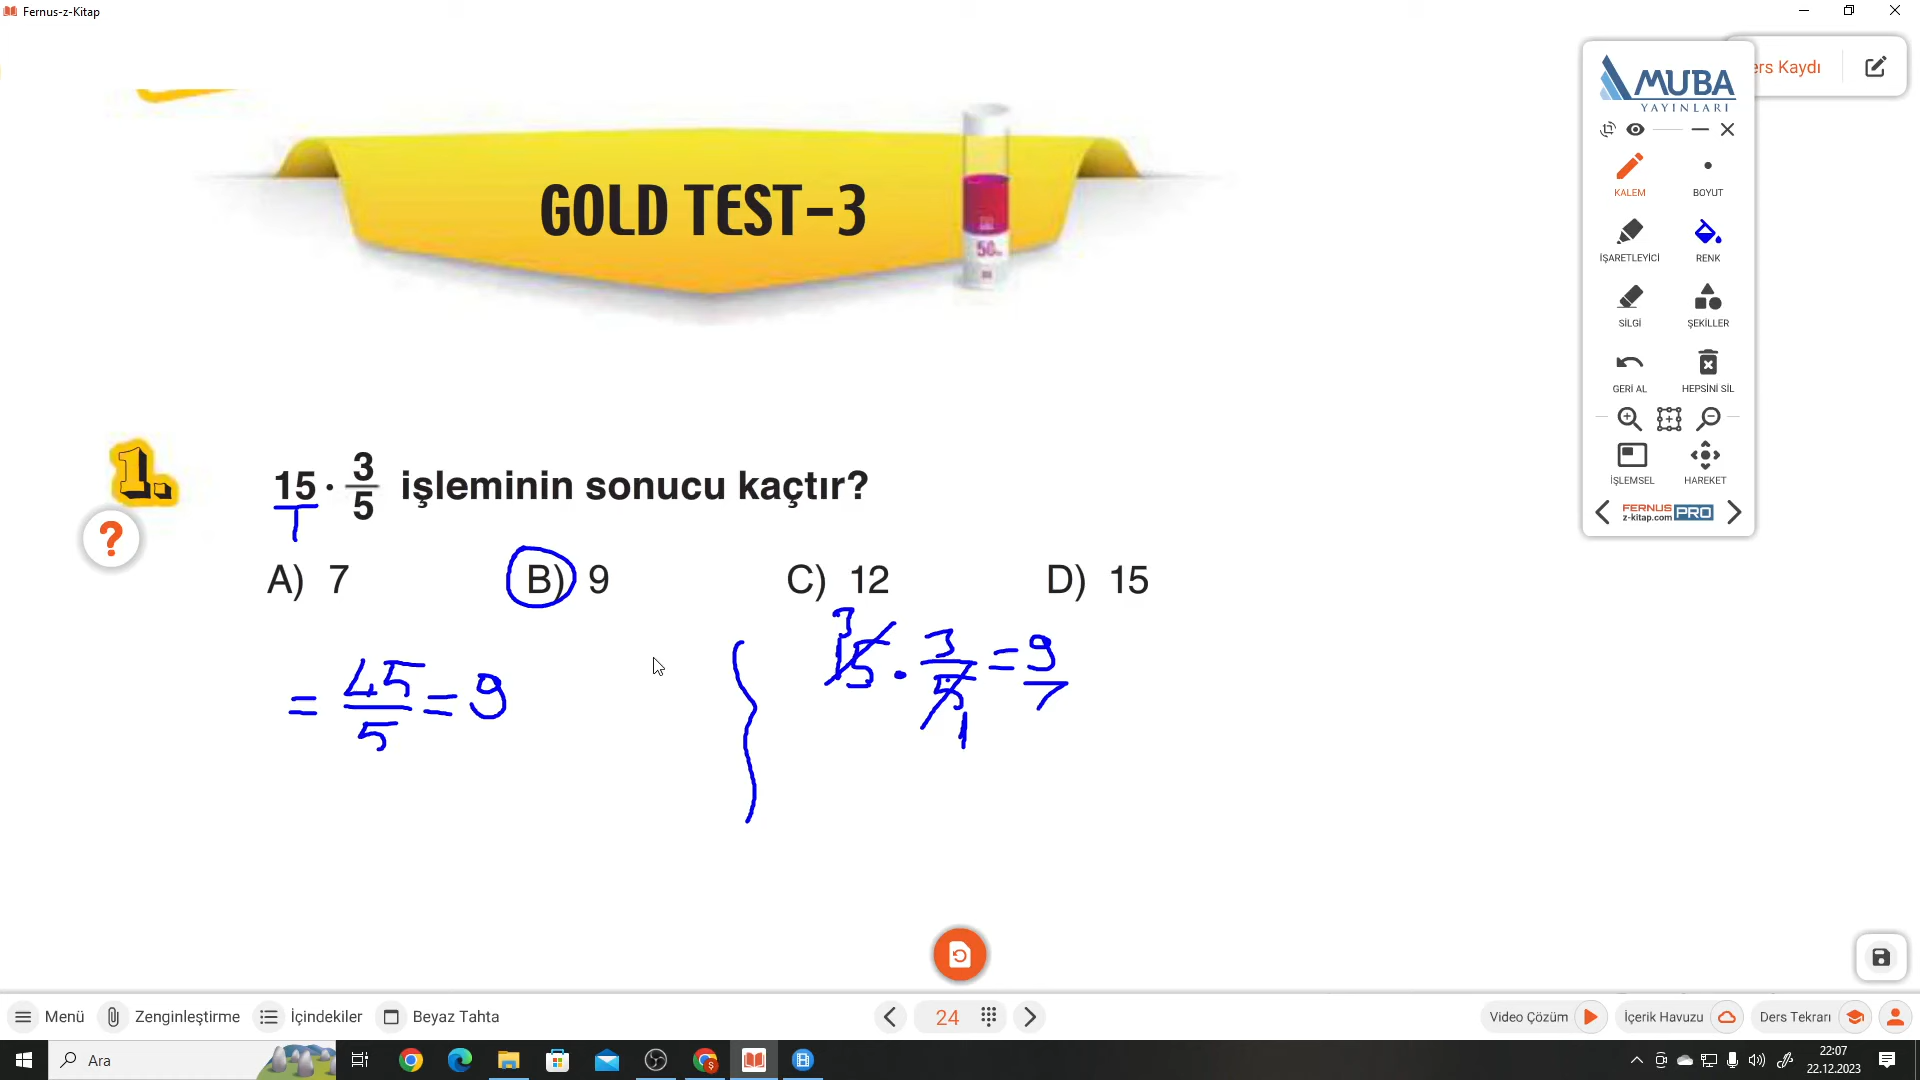 Fernus-z-Kitap
ers Kaydı
MUBA
YAYINLARI
KALEM
BOYUT
İŞARETLEYİCİ
RENK
SİLGİ
ŞEKİLLER
GERİ AL
HEPSİNİ SİL
İŞLEMSEL
HAREKET
FERNUS
z-kitap.com PRO
GOLD TEST-3
50
1.
15 · 3/5 işleminin sonucu kaçtır?
1
?
A) 7 B) 9 C) 12 D) 15
= 45/5 = 9
3
15 · 3/5 = 9/1
1
Menü Zenginleştirme İçindekiler Beyaz Tahta 24 Video Çözüm İçerik Havuzu Ders Tekrarı
Ara
22:07
22.12.2023